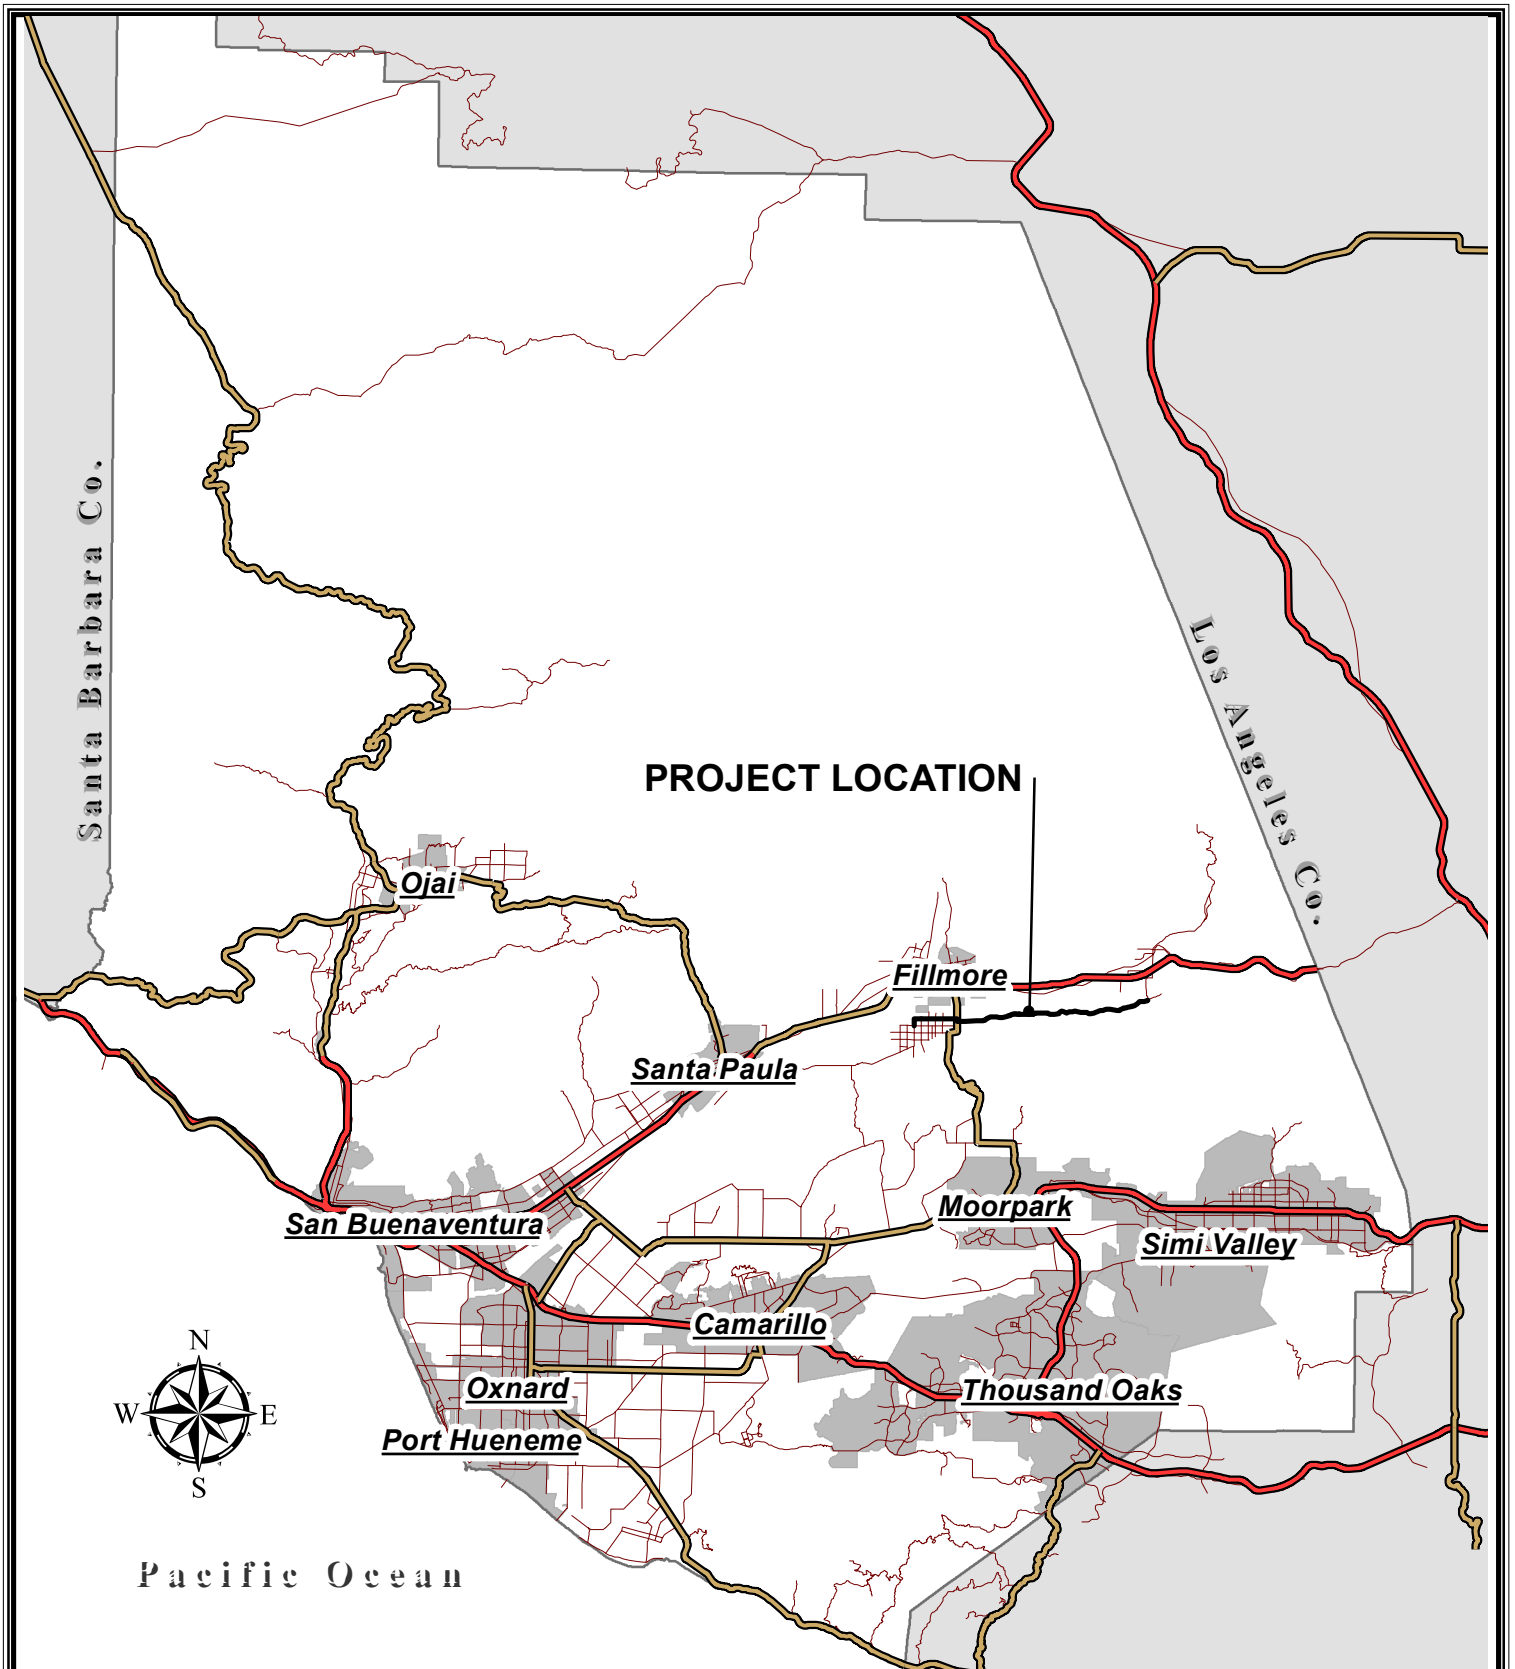 Santa Barbara Co.
Los Angeles Co.
PROJECT LOCATION
Ojai
Fillmore
Santa Paula
San Buenaventura
Moorpark
Simi Valley
Camarillo
Oxnard
Thousand Oaks
Port Hueneme
N
W E
S
Pacific Ocean